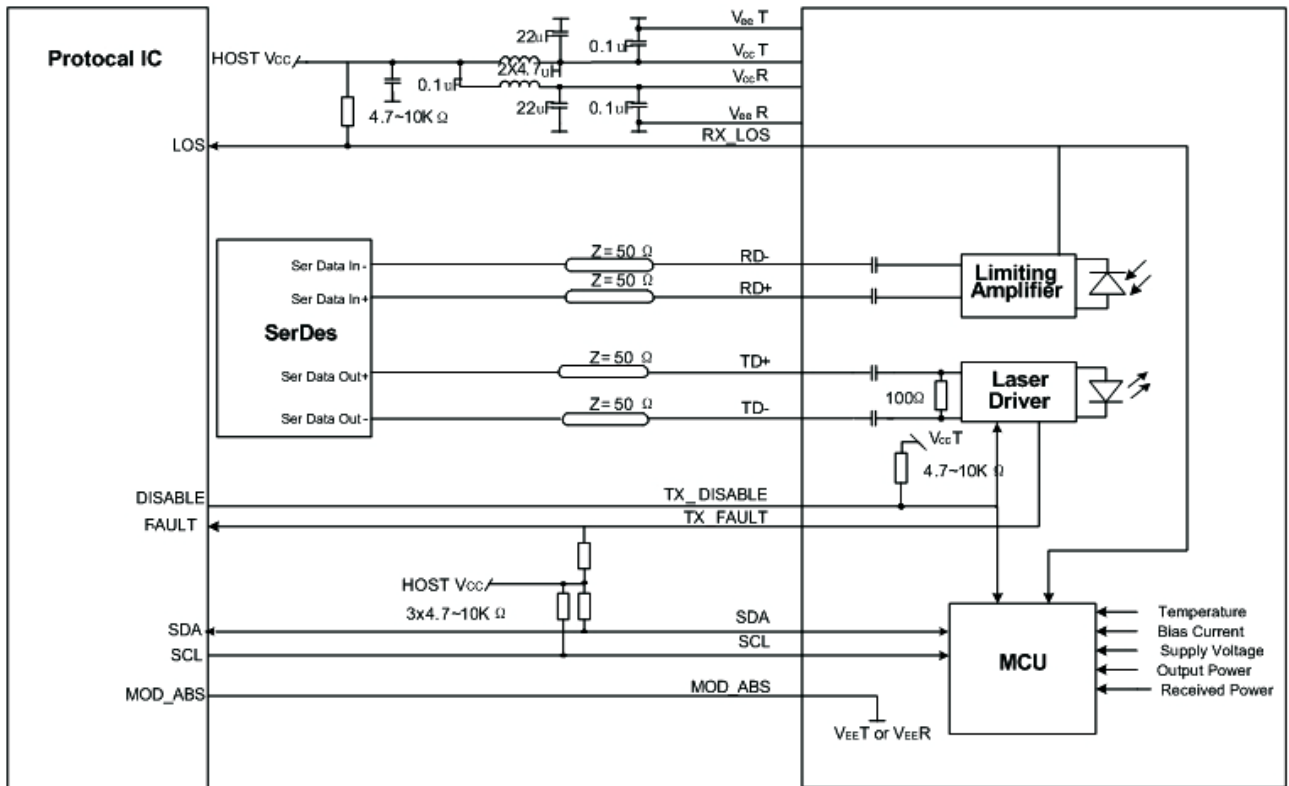 Protocal IC
HOST Vcc
22uF
0.1uF
VeeT
VccT
2X4.7uH
0.1uF
VccR
4.7~10K Ω
22uF
0.1uF
VeeR
LOS
RX_LOS
Ser Data In-
Z=50 Ω
RD-
Ser Data In+
Z=50 Ω
RD+
Limiting
Amplifier
SerDes
Ser Data Out+
Z=50 Ω
TD+
Laser
Driver
100Ω
Ser Data Out-
Z=50 Ω
TD-
VccT
4.7~10K Ω
DISABLE
TX_DISABLE
FAULT
TX_FAULT
HOST Vcc
3x4.7~10K Ω
SDA
SDA
SCL
SCL
MCU
Temperature
Bias Current
Supply Voltage
Output Power
Received Power
MOD_ABS
MOD_ABS
VEET or VEER